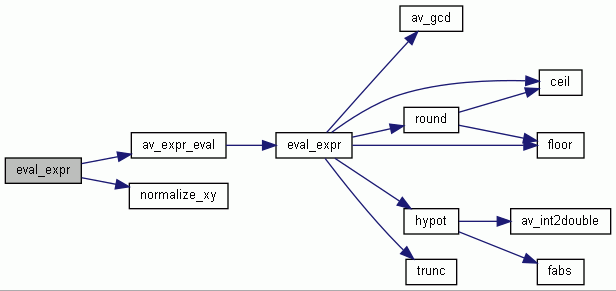 av_gcd
ceil
round
av_expr_eval
eval_expr
floor
eval_expr
normalize_xy
hypot
av_int2double
trunc
fabs